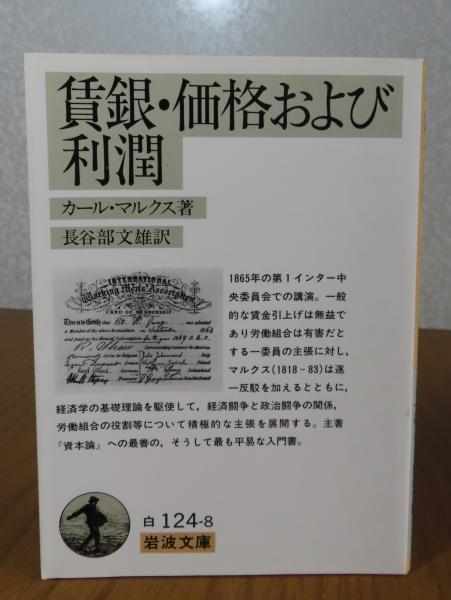 賃銀・価格および
利潤
カール・マルクス著
長谷部文雄訳
INTERNATIONAL
Working Men's Association
CARD OF MEMBERSHIP
1865年の第1インター中
央委員会での講演。一般
的な賃金引上げは無益で
あり労働組合は有害だと
する一委員の主張に対し,
マルクス(1818-83)は逐
一反駁を加えるとともに,
経済学の基礎理論を駆使して,経済闘争と政治闘争の関係,
労働組合の役割等について積極的な主張を展開する。主著
『資本論』への最善の,そうして最も平易な入門書。
白 124-8
岩波文庫